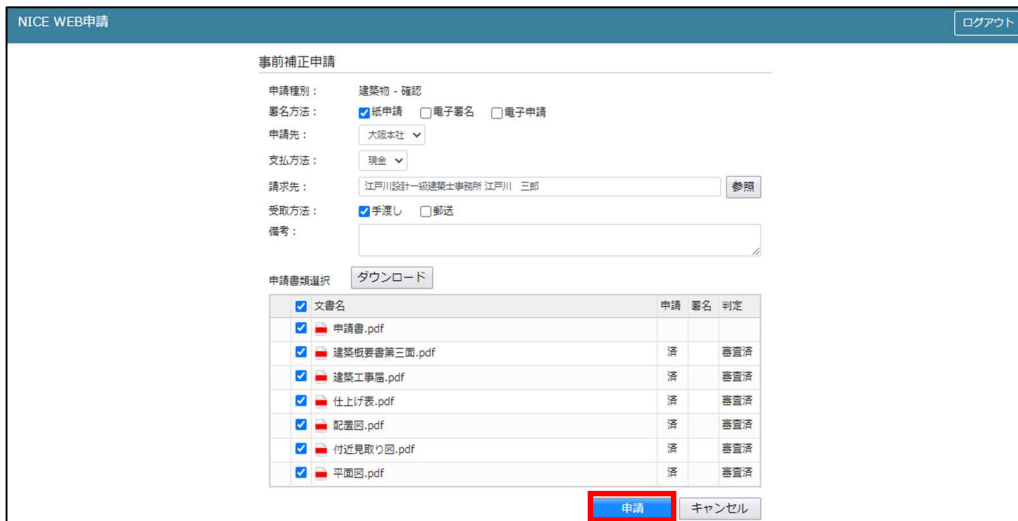 NICE WEB申請 ログアウト
事前補正申請
申請種別： 建築物 - 確認
署名方法： 紙申請 電子署名 電子申請
申請先： 大阪本社
支払方法： 現金
請求先： 江戸川設計一級建築士事務所 江戸川　三郎 参照
受取方法： 手渡し 郵送
備考：
申請書類選択 ダウンロード
文書名 申請 署名 判定
申請書.pdf
建築概要書第三面.pdf 済 審査済
建築工事届.pdf 済 審査済
仕上げ表.pdf 済 審査済
配置図.pdf 済 審査済
付近見取り図.pdf 済 審査済
平面図.pdf 済 審査済
申請 キャンセル